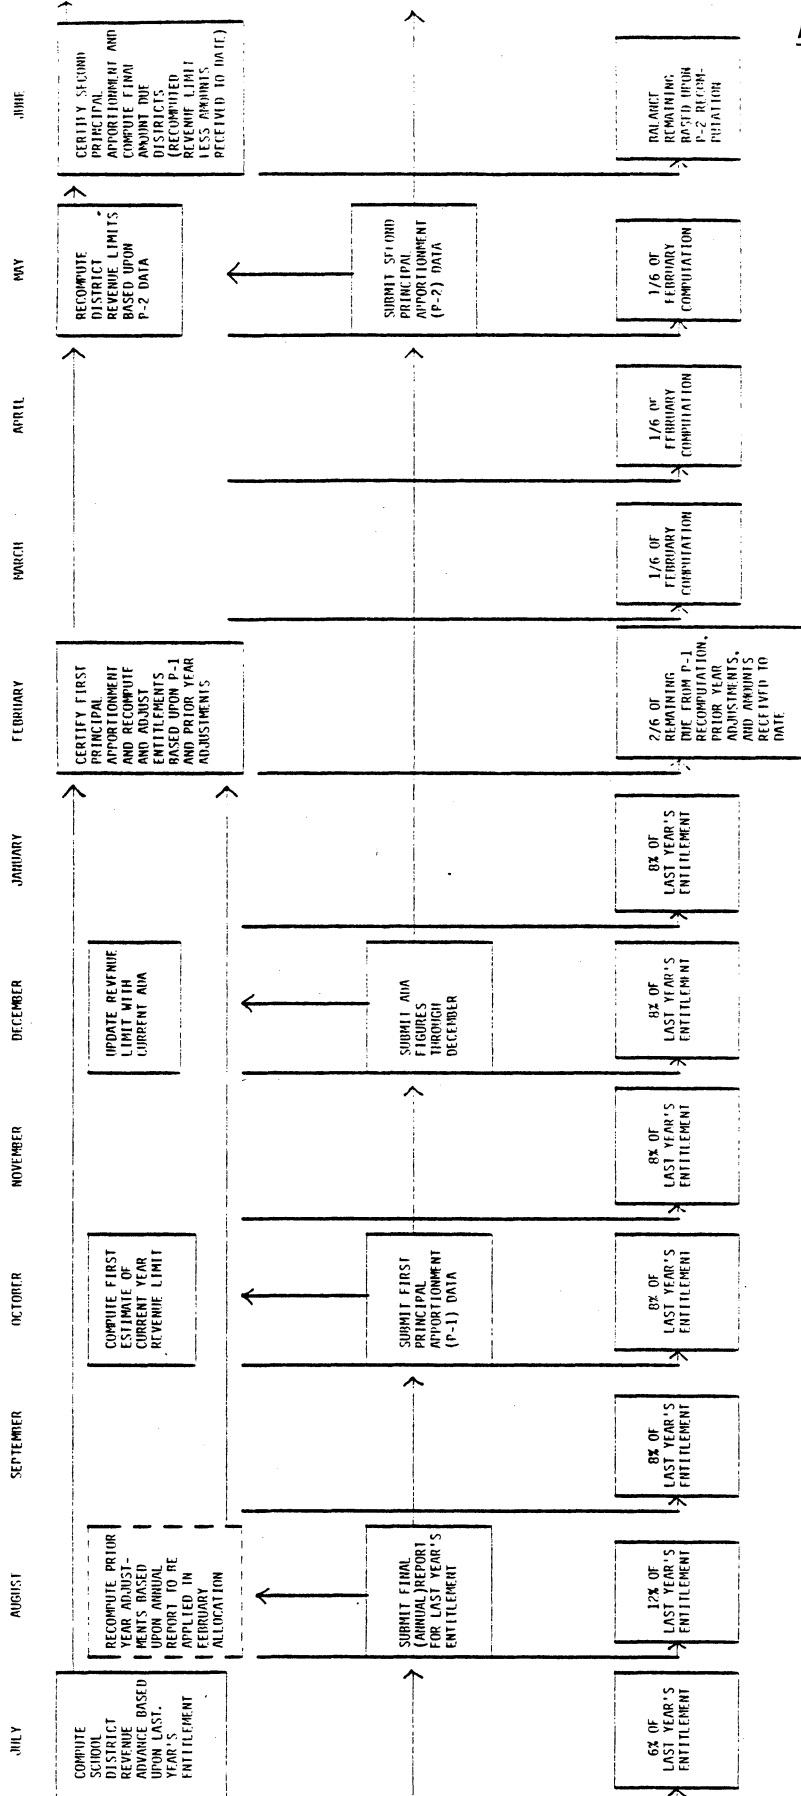 JULY
AUGUST
SEPTEMBER
OCTOBER
NOVEMBER
DECEMBER
JANUARY
FEBRUARY
MARCH
APRIL
MAY
JUNE
COMPUTE
SCHOOL
DISTRICT
REVENUE
ADVANCE BASED
UPON LAST.
YEAR'S
ENTITLEMENT
RECOMPUTE PRIOR
YEAR ADJUST-
MENTS BASED
UPON ANNUAL
REPORT TO BE
APPLIED IN
FEBRUARY
ALLOCATION
COMPUTE FIRST
ESTIMATE OF
CURRENT YEAR
REVENUE LIMIT
UPDATE REVENUE
LIMIT WITH
CURRENT ADA
CERTIFY FIRST
PRINCIPAL
APPORTIONMENT
AND RECOMPUTE
AND ADJUST
ENTITLEMENTS
BASED UPON P-1
AND PRIOR YEAR
ADJUSTMENTS
RECOMPUTE
DISTRICT
REVENUE LIMITS
BASED UPON
P-2 DATA
CERTIFY SECOND
PRINCIPAL
APPORTIONMENT AND
COMPUTE FINAL
AMOUNT DUE
DISTRICTS
(RECOMPUTED
REVENUE LIMIT
LESS AMOUNTS
RECEIVED TO DATE)
SUBMIT FINAL
(ANNUAL)REPORT
FOR LAST YEAR'S
ENTITLEMENT
SUBMIT FIRST
PRINCIPAL
APPORTIONMENT
(P-1) DATA
SUBMIT ADA
FIGURES
THROUGH
DECEMBER
SUBMIT SECOND
PRINCIPAL
APPORTIONMENT
(P-2) DATA
6% OF
LAST YEAR'S
ENTITLEMENT
12% OF
LAST YEAR'S
ENTITLEMENT
8% OF
LAST YEAR'S
ENTITLEMENT
8% OF
LAST YEAR'S
ENTITLEMENT
8% OF
LAST YEAR'S
ENTITLEMENT
8% OF
LAST YEAR'S
ENTITLEMENT
8% OF
LAST YEAR'S
ENTITLEMENT
2/6 OF
REMAINING
DUE FROM P-1
RECOMPUTATION,
PRIOR YEAR
ADJUSTMENTS,
AND AMOUNTS
RECEIVED TO
DATE
1/6 OF
FEBRUARY
COMPUTATION
1/6 OF
FEBRUARY
COMPUTATION
1/6 OF
FEBRUARY
COMPUTATION
BALANCE
REMAINING
BASED UPON
P-2 RECOM-
PUTATION